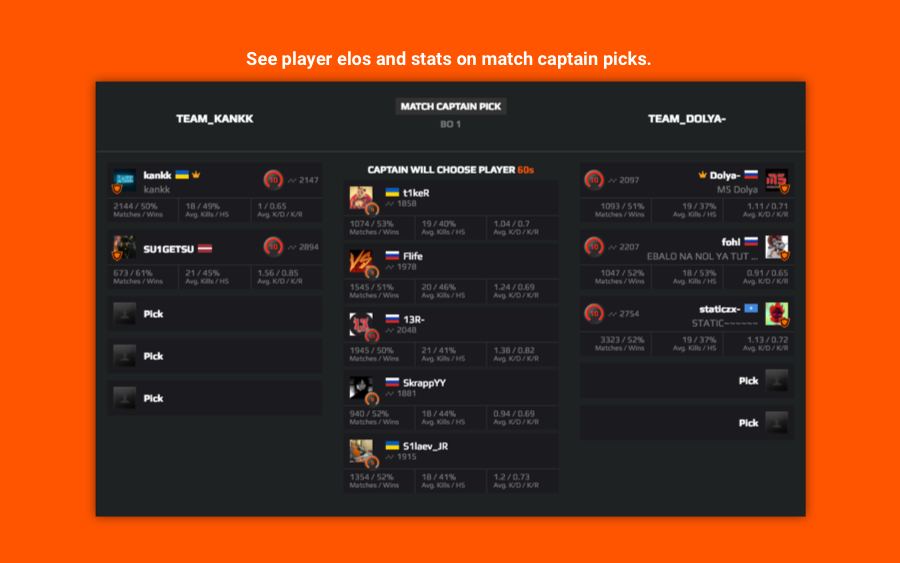 See player elos and stats on match captain picks.
TEAM_KANKK
MATCH CAPTAIN PICK
BO 1
TEAM_DOLYA-
kankk
kankk
10
2147
2144 / 50%
Matches / Wins
18 / 49%
Avg. Kills / HS
1 / 0.65
Avg. K/D / K/R
SU1GETSU
10
2894
673 / 61%
Matches / Wins
21 / 45%
Avg. Kills / HS
1.56 / 0.85
Avg. K/D / K/R
Pick
Pick
Pick
CAPTAIN WILL CHOOSE PLAYER 60s
t1keR
1858
1074 / 53%
Matches / Wins
19 / 40%
Avg. Kills / HS
1.04 / 0.7
Avg. K/D / K/R
VS
Flife
1978
1545 / 51%
Matches / Wins
20 / 46%
Avg. Kills / HS
1.24 / 0.69
Avg. K/D / K/R
13R-
2048
1945 / 50%
Matches / Wins
21 / 41%
Avg. Kills / HS
1.38 / 0.82
Avg. K/D / K/R
SkrappYY
1881
940 / 52%
Matches / Wins
18 / 44%
Avg. Kills / HS
0.94 / 0.69
Avg. K/D / K/R
S1laev_JR
1915
1354 / 52%
Matches / Wins
18 / 41%
Avg. Kills / HS
1.2 / 0.73
Avg. K/D / K/R
10
2097
Dolya-
MS Dolya
MS
1093 / 51%
Matches / Wins
19 / 37%
Avg. Kills / HS
1.11 / 0.71
Avg. K/D / K/R
10
2207
fohl
EBALO NA NOL YA TUT ...
1047 / 52%
Matches / Wins
18 / 53%
Avg. Kills / HS
0.91 / 0.65
Avg. K/D / K/R
10
2754
staticzx-
STATIC~~~~~~
3323 / 52%
Matches / Wins
19 / 37%
Avg. Kills / HS
1.13 / 0.72
Avg. K/D / K/R
Pick
Pick